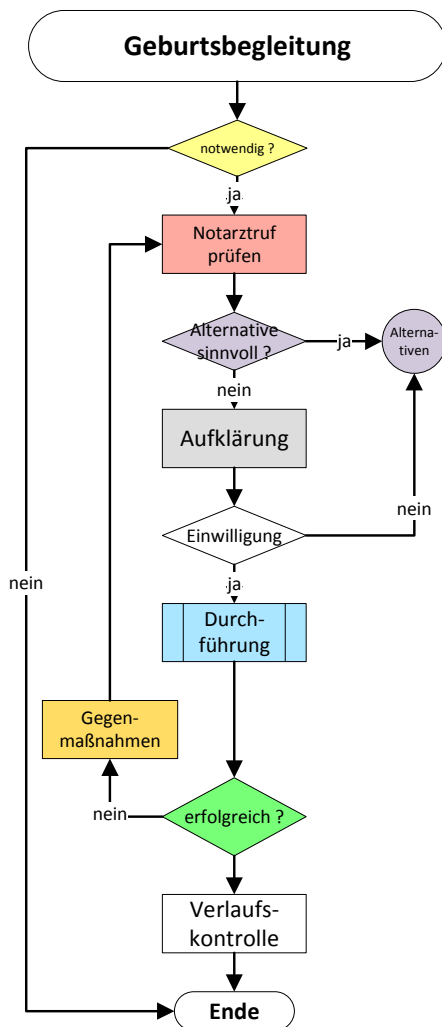 Geburtsbegleitung
notwendig ?
ja
Notarztruf
prüfen
Alternative
sinnvoll ?
ja
Alterna-
tiven
nein
Aufklärung
nein
Einwilligung
ja
nein
Durch-
führung
Gegen-
maßnahmen
nein
erfolgreich ?
Verlaufs-
kontrolle
Ende